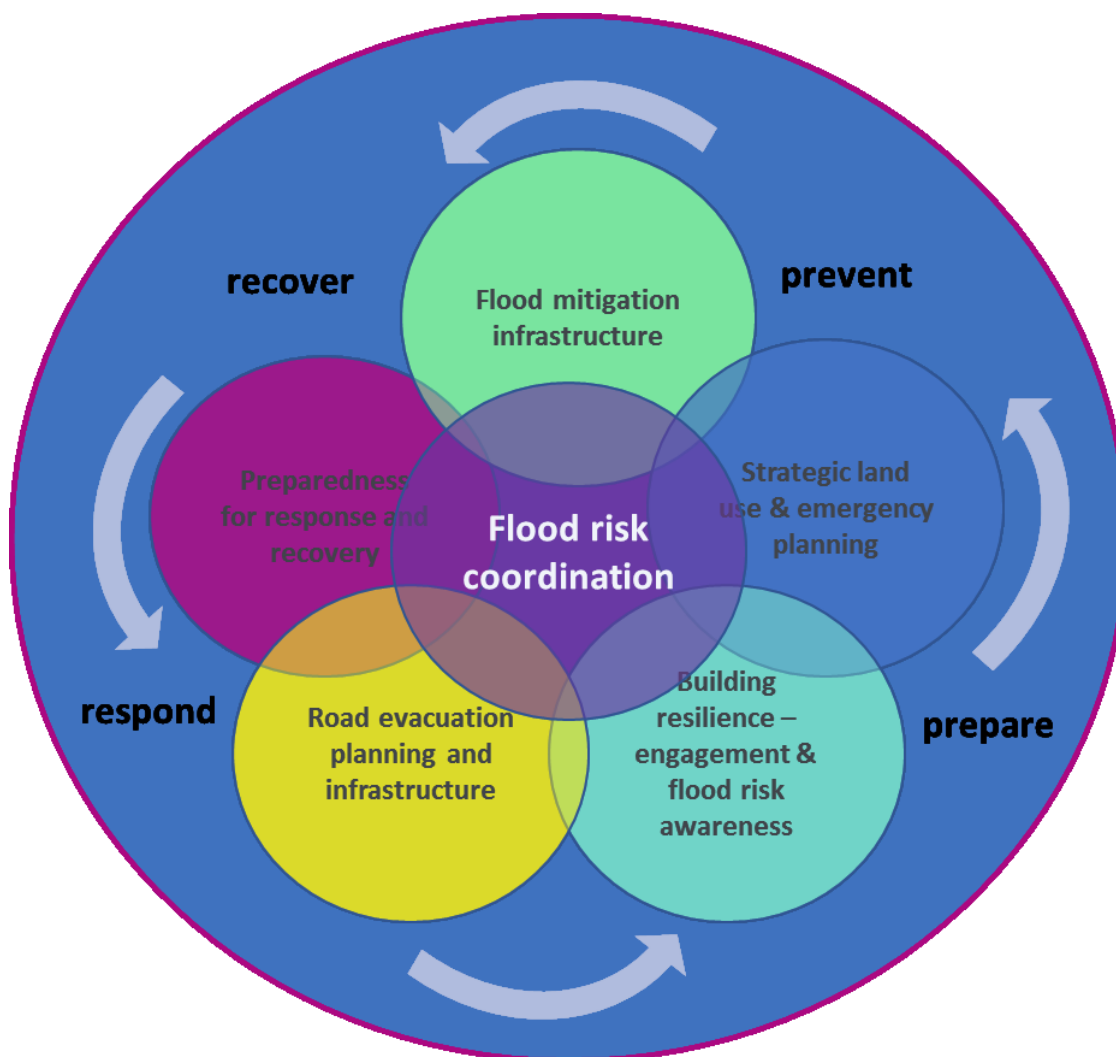 recover
prevent
Flood mitigation
infrastructure
Preparedness
for response and
recovery
Strategic land
use & emergency
planning
Flood risk
coordination
respond
prepare
Road evacuation
planning and
infrastructure
Building
resilience –
engagement &
flood risk
awareness